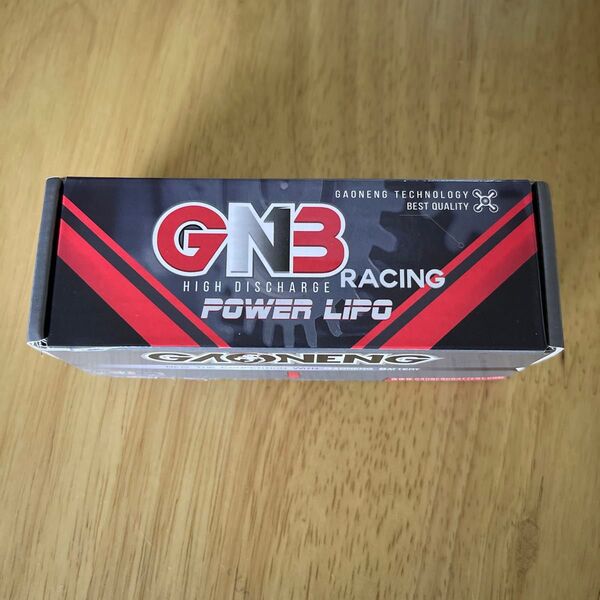 GAONENG TECHNOLOGY
BEST QUALITY
GNB
RACING
HIGH DISCHARGE
POWER LIPO
GAONENG